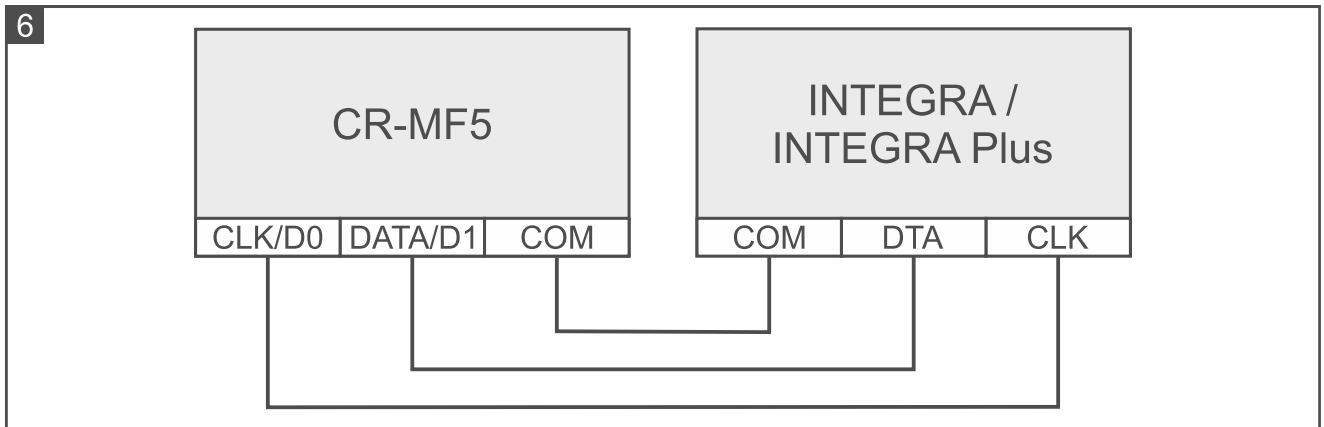 6
CR-MF5
INTEGRA /
INTEGRA Plus
CLK/D0 DATA/D1 COM
COM DTA CLK